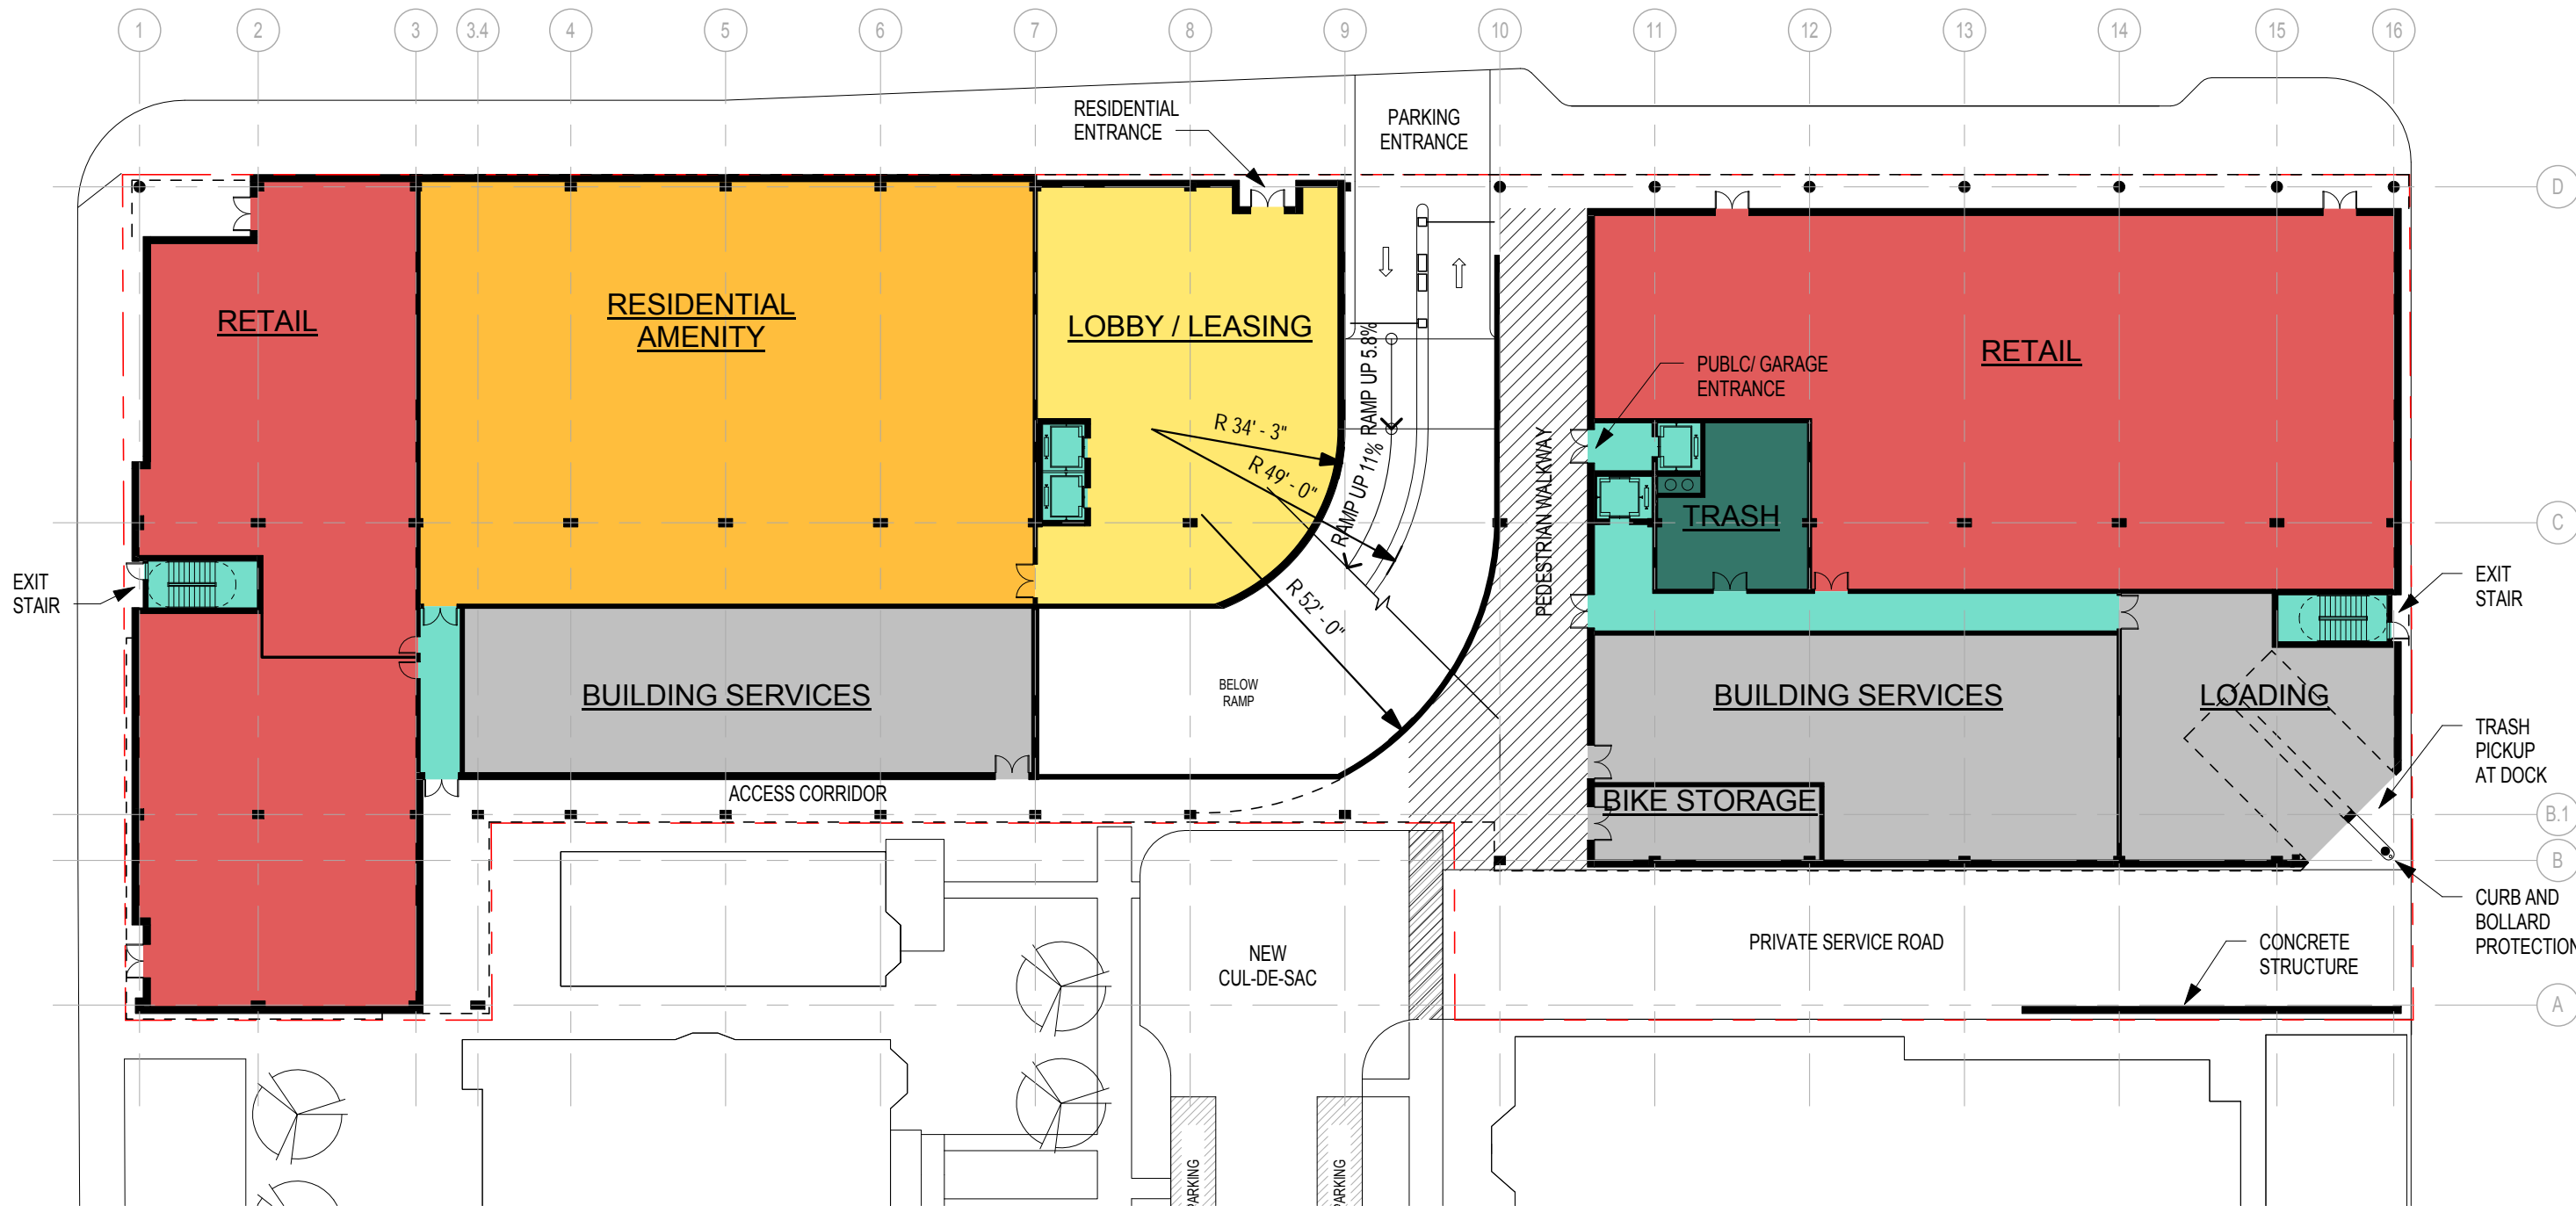 1 2 3 3.4 4 5 6 7 8 9 10 11 12 13 14 15 16
RESIDENTIAL
ENTRANCE
PARKING
ENTRANCE
D
RETAIL
RESIDENTIAL
AMENITY
LOBBY / LEASING
RAMP UP 5.8%
RETAIL
PUBLC/ GARAGE
ENTRANCE
R 34' - 3"
R 49' - 0"
RAMP UP 11%
PEDESTRIAN WALKWAY
TRASH
C
EXIT
STAIR
R 52' - 0"
EXIT
STAIR
BUILDING SERVICES
BELOW
RAMP
BUILDING SERVICES
LOADING
TRASH
PICKUP
AT DOCK
ACCESS CORRIDOR
BIKE STORAGE
B.1
B
CURB AND
BOLLARD
PROTECTION
NEW
CUL-DE-SAC
PRIVATE SERVICE ROAD
CONCRETE
STRUCTURE
A
PARKING
PARKING